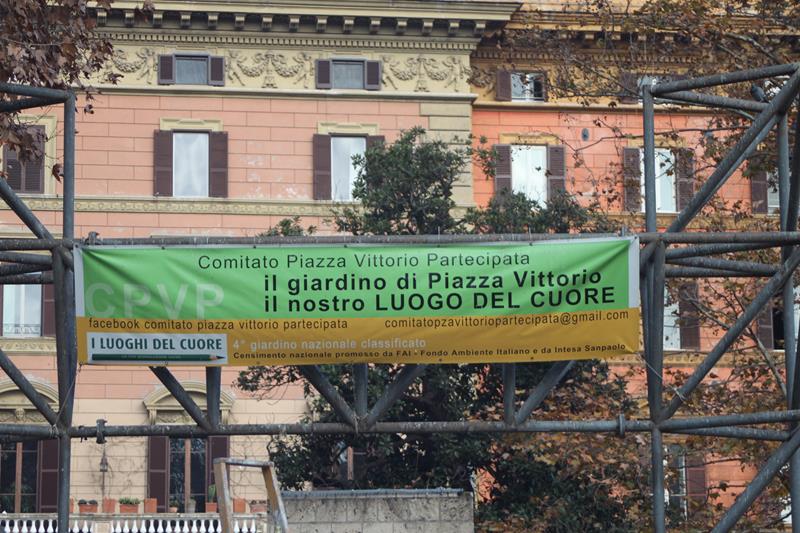 Comitato Piazza Vittorio Partecipata
CPVP
il giardino di Piazza Vittorio
il nostro LUOGO DEL CUORE
facebook comitato piazza vittorio partecipata
comitatopzavittoriopartecipata@gmail.com
I LUOGHI DEL CUORE
4° giardino nazionale classificato
Censimento nazionale promosso da FAI - Fondo Ambiente Italiano e da Intesa Sanpaolo